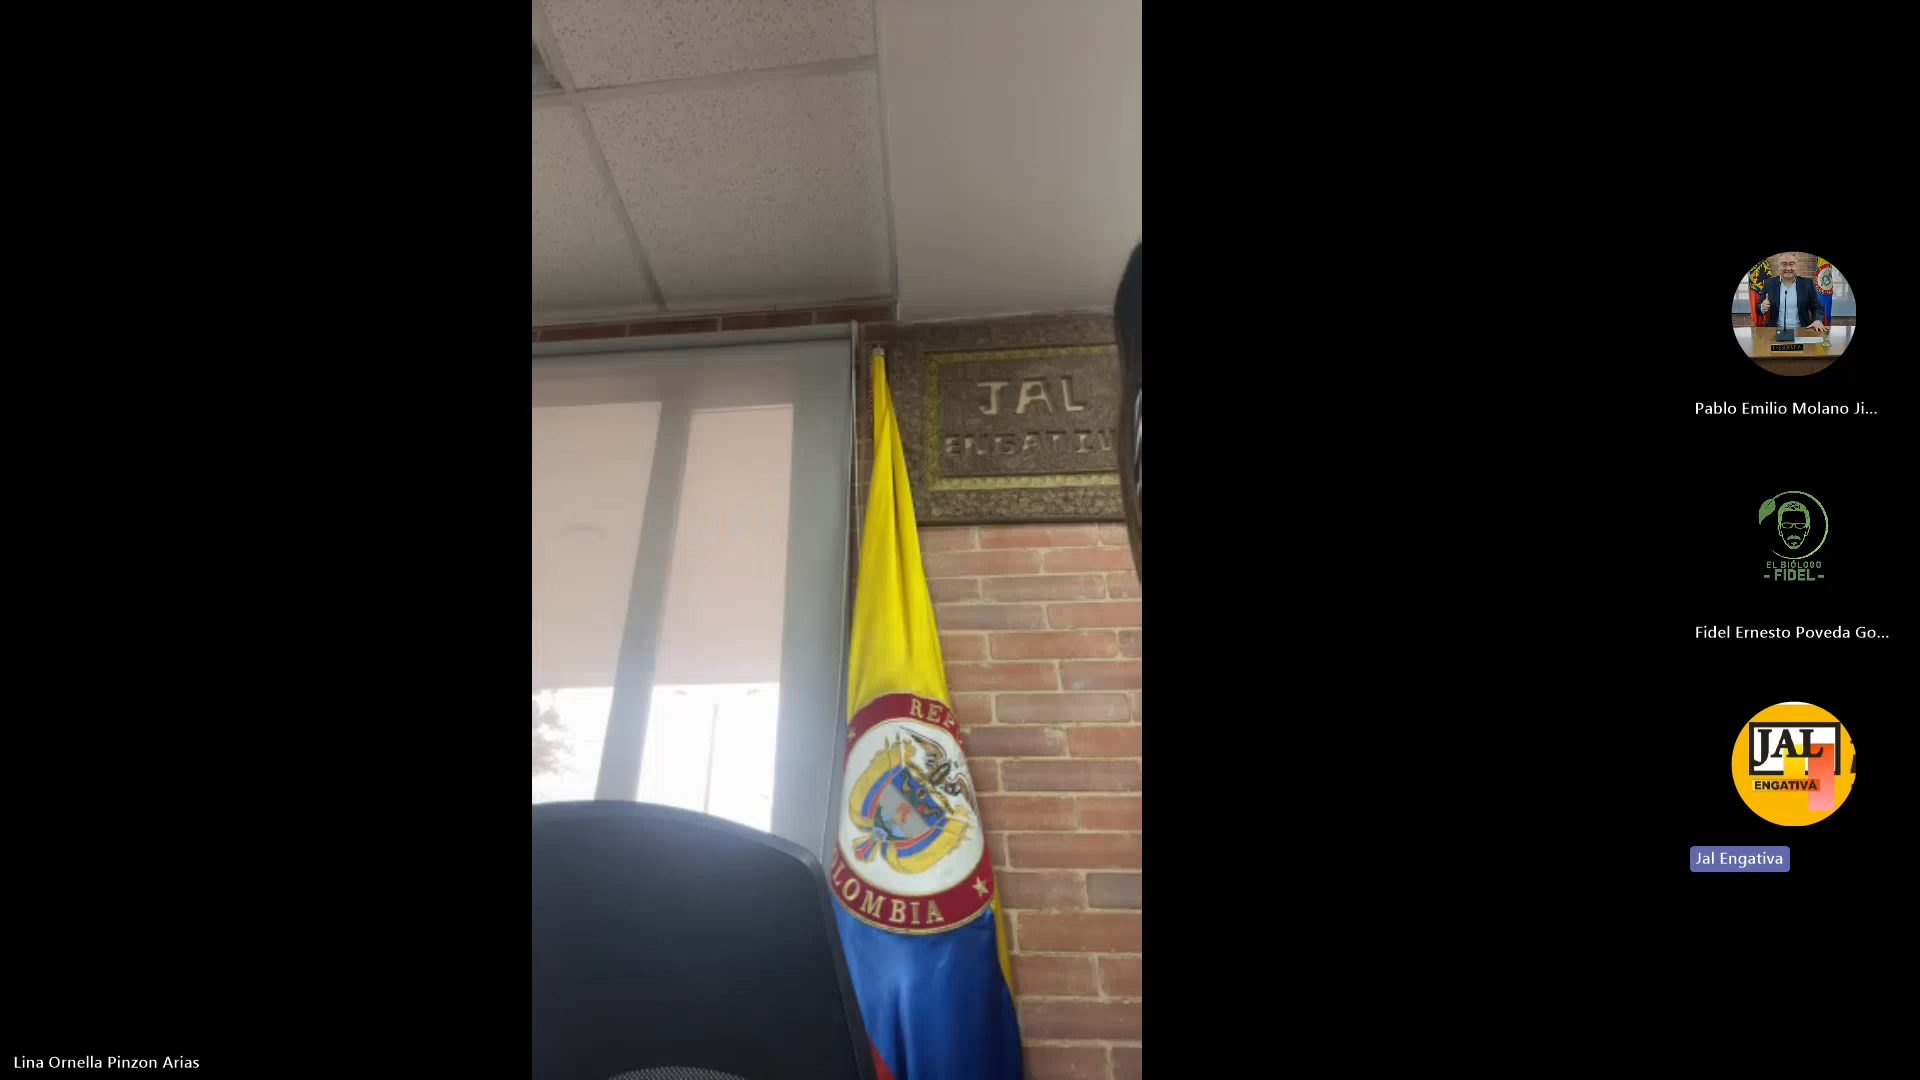 JAL
ENGATIV
REP
LOMBIA
Lina Ornella Pinzon Arias
Pablo Emilio Molano Ji...
EL BIÓLOGO
- FIDEL -
Fidel Ernesto Poveda Go...
JAL
ENGATIVÁ
Jal Engativa